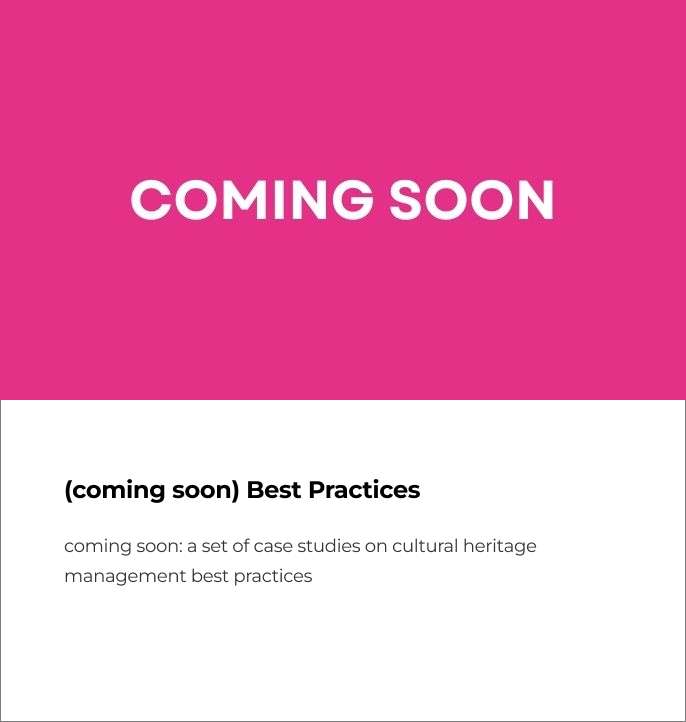 COMING SOON
(coming soon) Best Practices
coming soon: a set of case studies on cultural heritage
management best practices